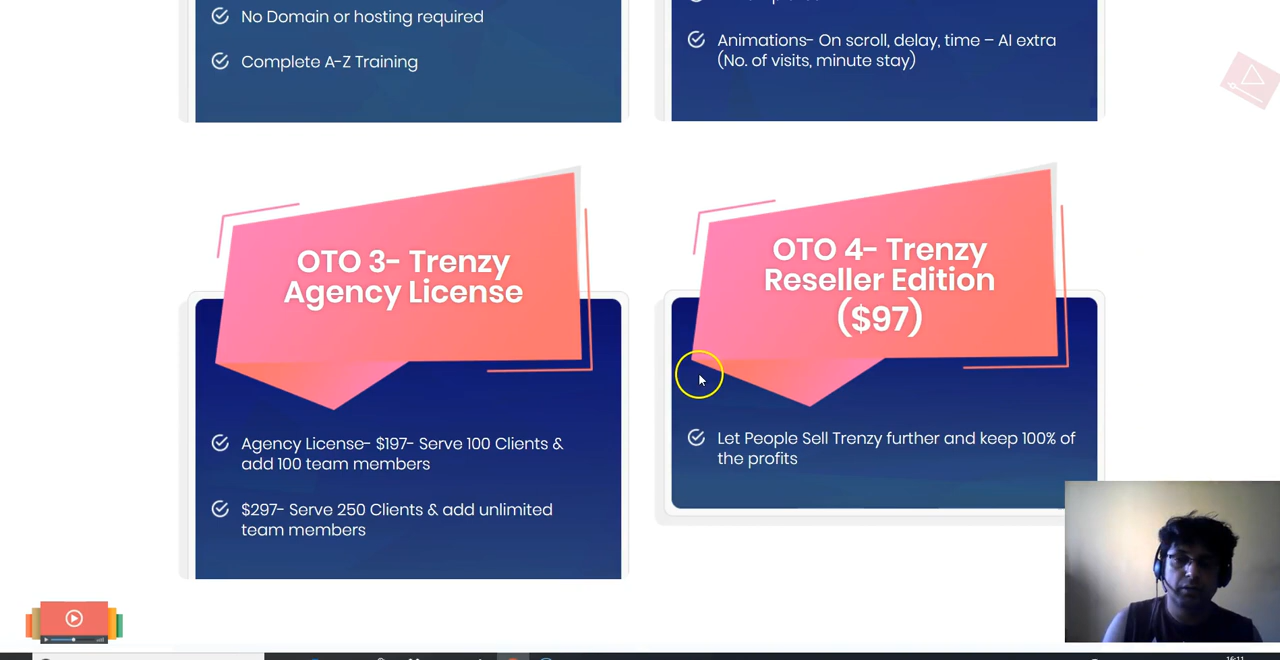 No Domain or hosting required
Complete A-Z Training
Animations- On scroll, delay, time – AI extra
(No. of visits, minute stay)
OTO 3- Trenzy
Agency License
Agency License- $197- Serve 100 Clients &
add 100 team members
$297- Serve 250 Clients & add unlimited
team members
OTO 4- Trenzy
Reseller Edition
($97)
Let People Sell Trenzy further and keep 100% of
the profits